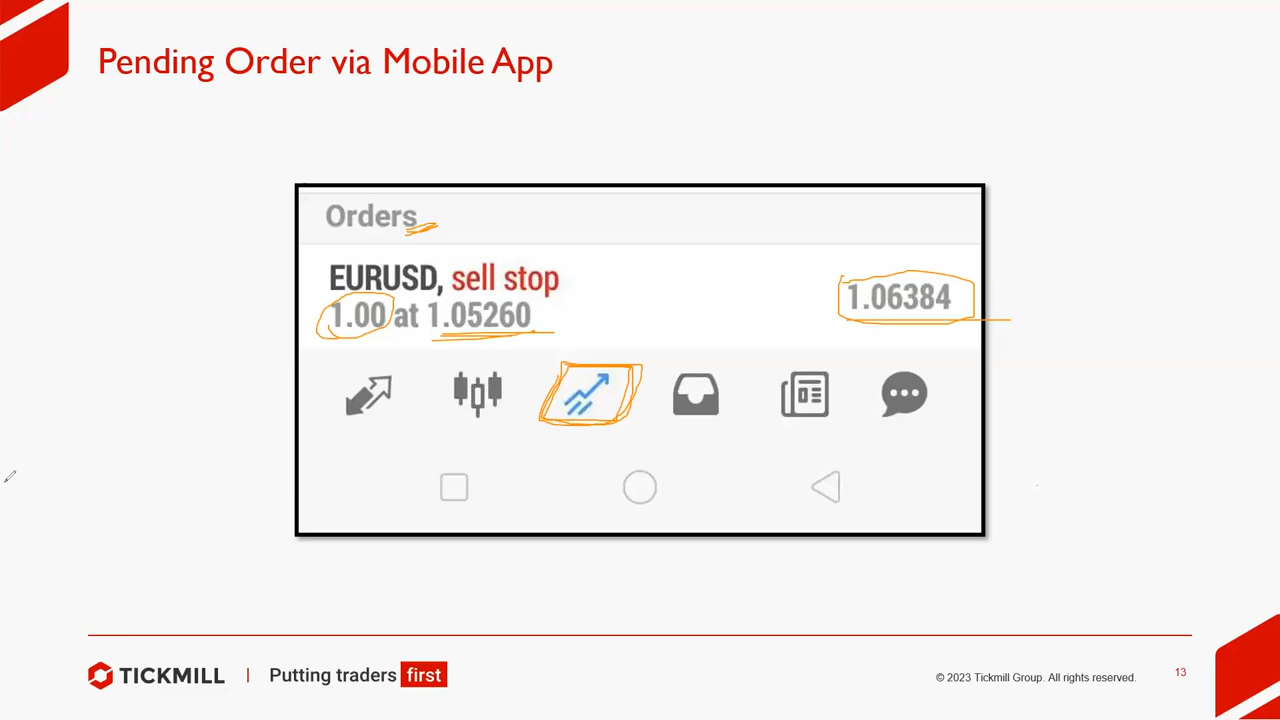 Pending Order via Mobile App
Orders
EURUSD, sell stop
1.00 at 1.05260
1.06384
TICKMILL | Putting traders first
© 2023 Tickmill Group. All rights reserved.
13